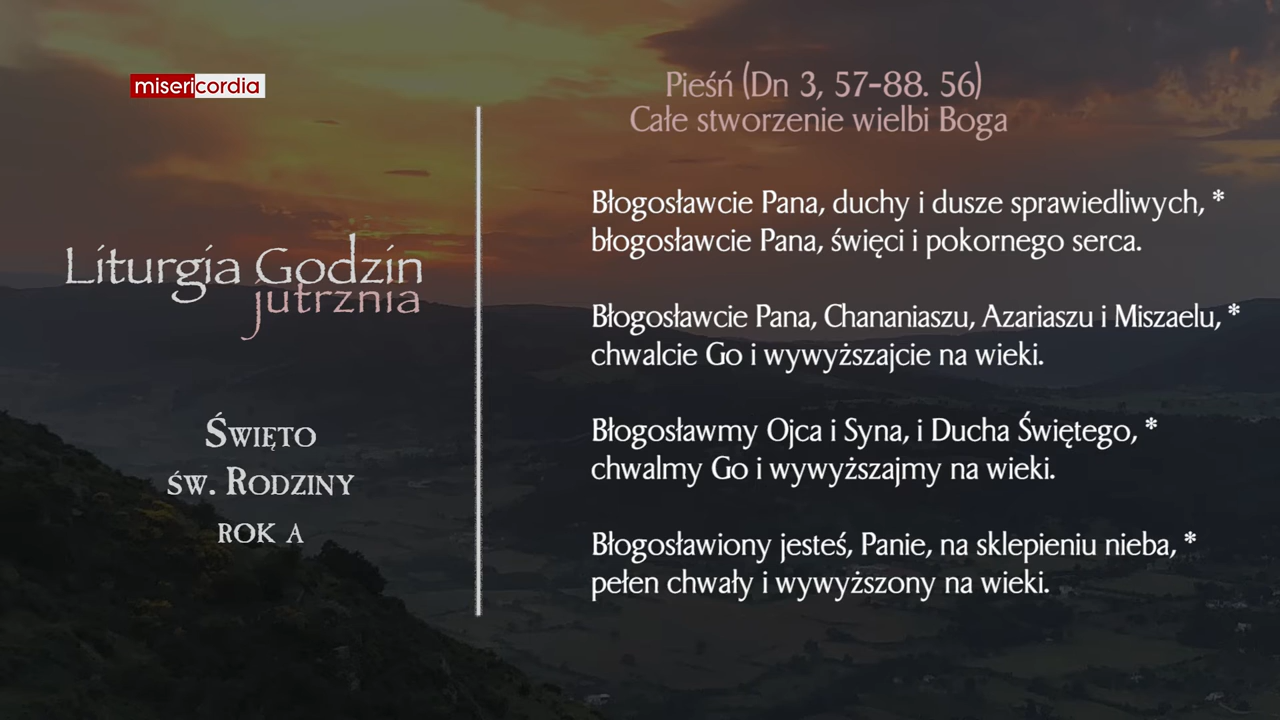 misericordia
Liturgia Godzin
jutrznia
Święto
św. Rodziny
rok A
Pieśń (Dn 3, 57-88. 56)
Całe stworzenie wielbi Boga
Błogosławcie Pana, duchy i dusze sprawiedliwych, *
błogosławcie Pana, święci i pokornego serca.
Błogosławcie Pana, Chananiaszu, Azariaszu i Miszaelu, *
chwalcie Go i wywyższajcie na wieki.
Błogosławmy Ojca i Syna, i Ducha Świętego, *
chwalmy Go i wywyższajmy na wieki.
Błogosławiony jesteś, Panie, na sklepieniu nieba, *
pełen chwały i wywyższony na wieki.